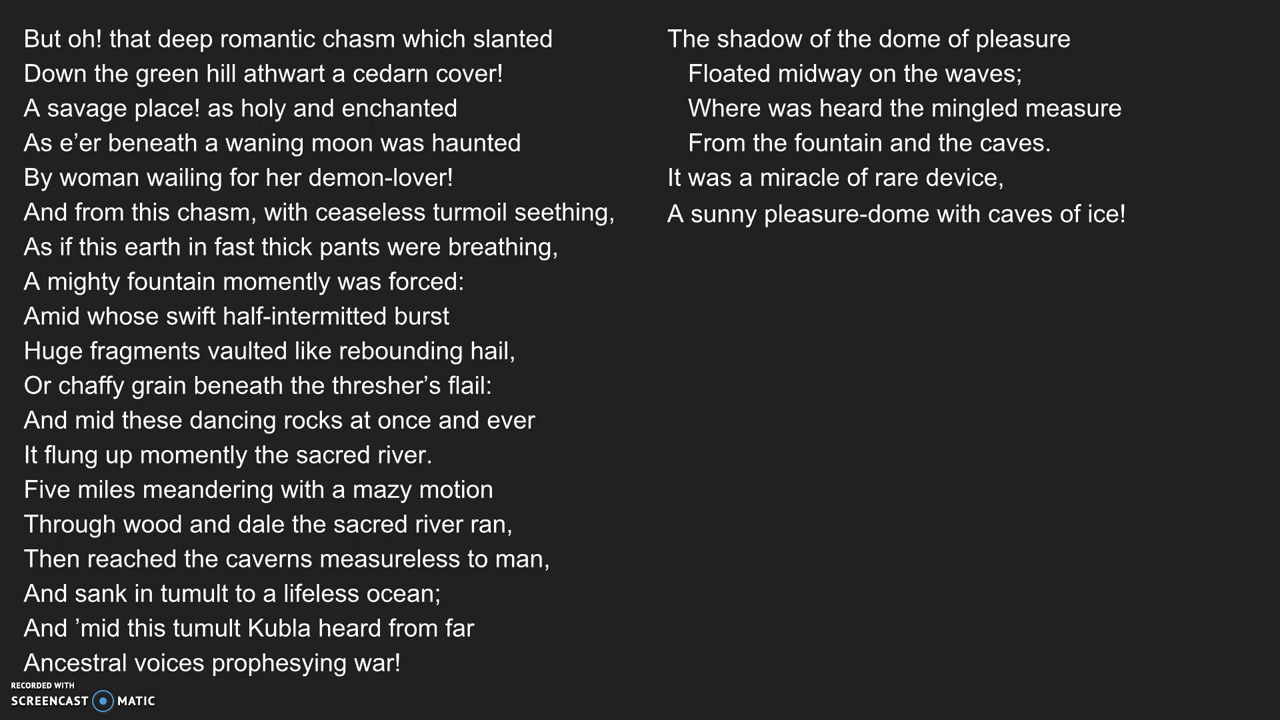 But oh! that deep romantic chasm which slanted
Down the green hill athwart a cedarn cover!
A savage place! as holy and enchanted
As e’er beneath a waning moon was haunted
By woman wailing for her demon-lover!
And from this chasm, with ceaseless turmoil seething,
As if this earth in fast thick pants were breathing,
A mighty fountain momently was forced:
Amid whose swift half-intermitted burst
Huge fragments vaulted like rebounding hail,
Or chaffy grain beneath the thresher’s flail:
And mid these dancing rocks at once and ever
It flung up momently the sacred river.
Five miles meandering with a mazy motion
Through wood and dale the sacred river ran,
Then reached the caverns measureless to man,
And sank in tumult to a lifeless ocean;
And ’mid this tumult Kubla heard from far
Ancestral voices prophesying war!
The shadow of the dome of pleasure
Floated midway on the waves;
Where was heard the mingled measure
From the fountain and the caves.
It was a miracle of rare device,
A sunny pleasure-dome with caves of ice!
RECORDED WITH
SCREENCAST MATIC